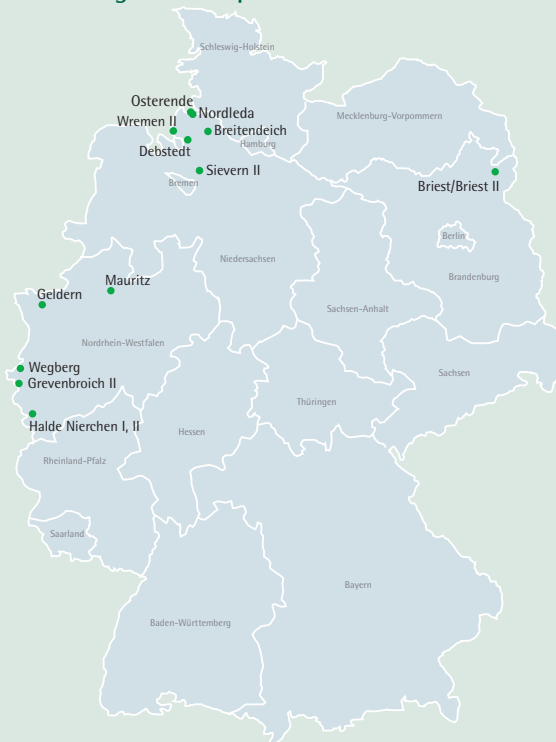 Schleswig-Holstein
Osterende
Nordleda
Mecklenburg-Vorpommern
Wremen II
Breitendeich
Hamburg
Debstedt
Sievern II
Bremen
Briest/Briest II
Berlin
Niedersachsen
Brandenburg
Mauritz
Geldern
Sachsen-Anhalt
Nordrhein-Westfalen
Wegberg
Sachsen
Grevenbroich II
Thüringen
Halde Nierchen I, II
Hessen
Rheinland-Pfalz
Saarland
Bayern
Baden-Württemberg